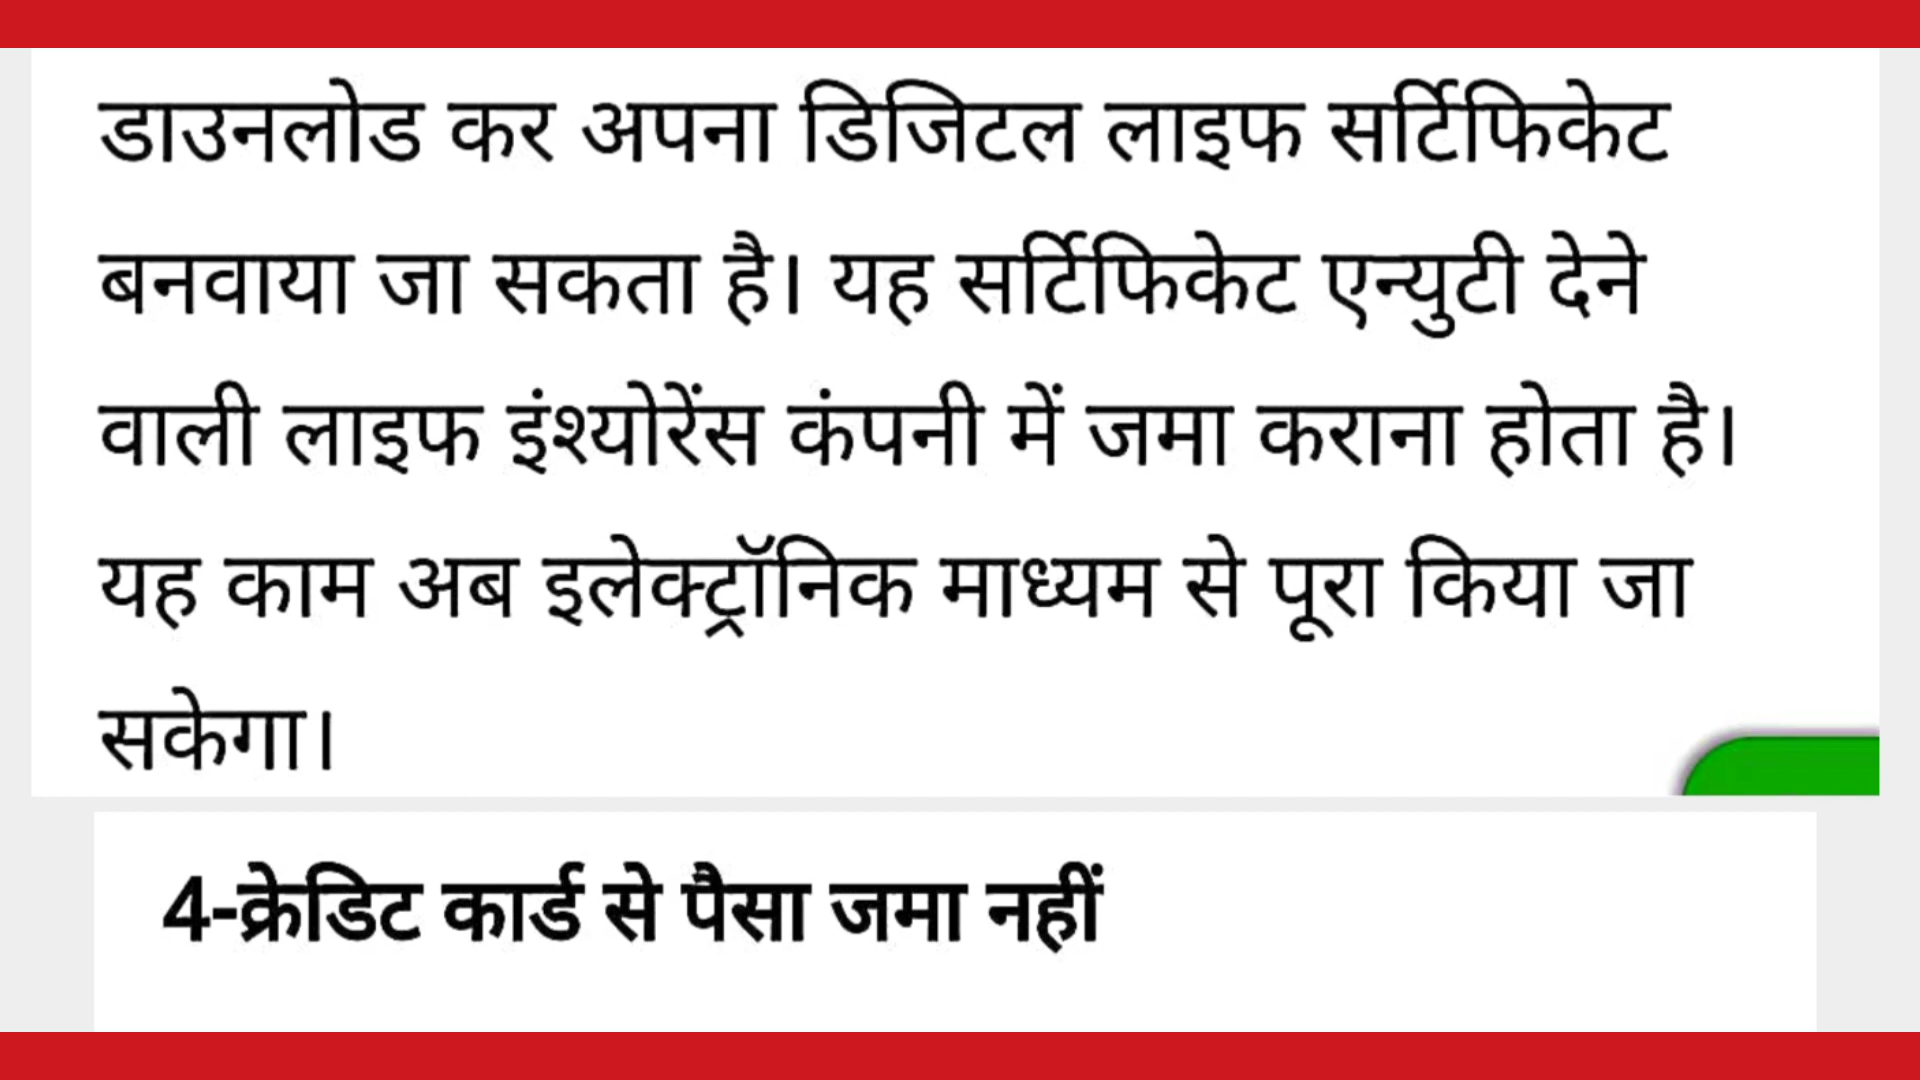 डाउनलोड कर अपना डिजिटल लाइफ सर्टिफिकेट
बनवाया जा सकता है। यह सर्टिफिकेट एन्युटी देने
वाली लाइफ इंश्योरेंस कंपनी में जमा कराना होता है।
यह काम अब इलेक्ट्रॉनिक माध्यम से पूरा किया जा
सकेगा।
4-क्रेडिट कार्ड से पैसा जमा नहीं